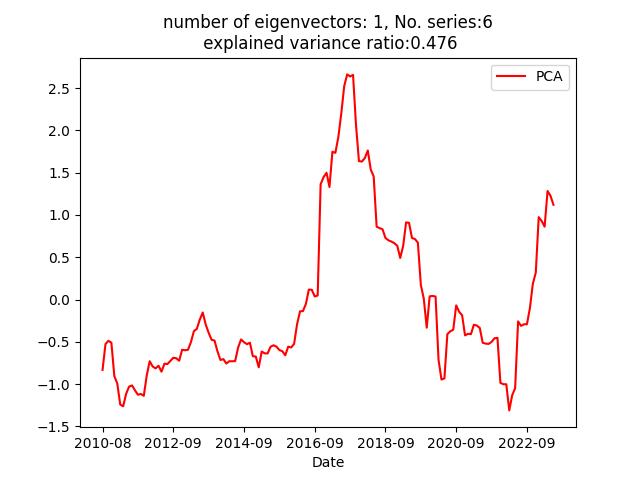 number of eigenvectors: 1, No. series:6
explained variance ratio:0.476
PCA
2.5
2.0
1.5
1.0
0.5
0.0
−0.5
−1.0
−1.5
2010-08 2012-09 2014-09 2016-09 2018-09 2020-09 2022-09
Date